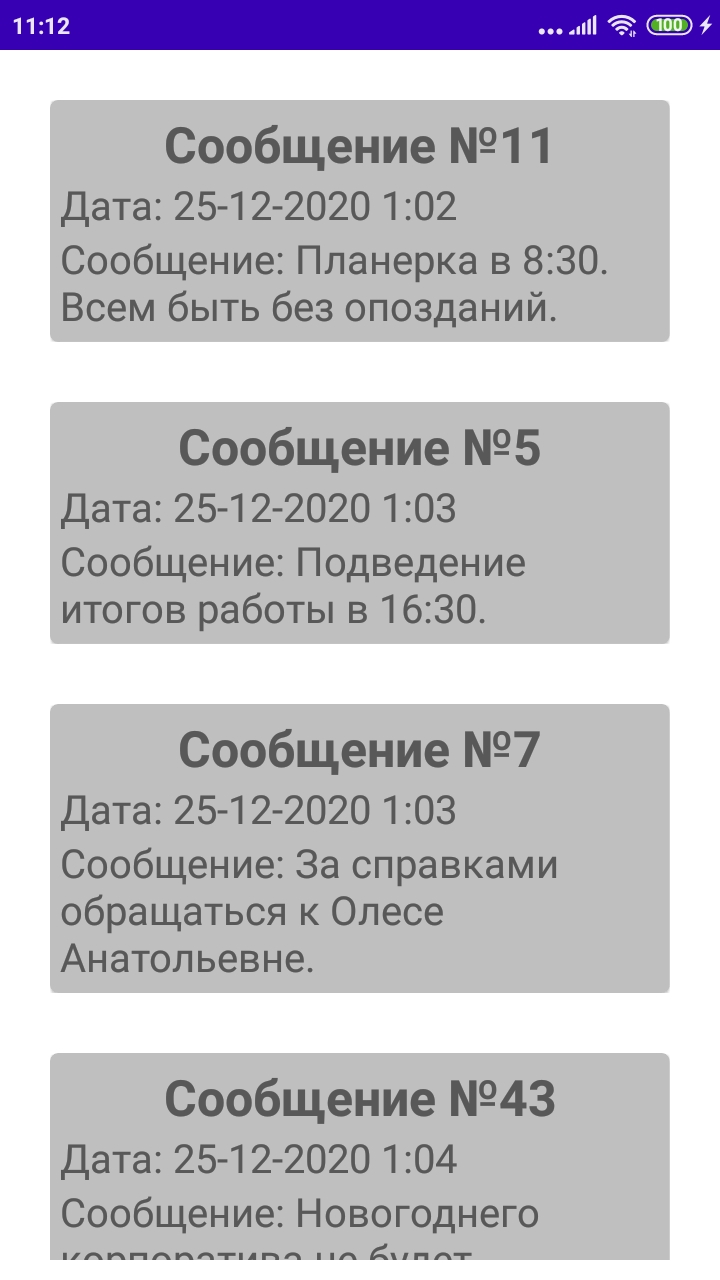 11:12
100
Сообщение №11
Дата: 25-12-2020 1:02
Сообщение: Планерка в 8:30.
Всем быть без опозданий.
Сообщение №5
Дата: 25-12-2020 1:03
Сообщение: Подведение
итогов работы в 16:30.
Сообщение №7
Дата: 25-12-2020 1:03
Сообщение: За справками
обращаться к Олесе
Анатольевне.
Сообщение №43
Дата: 25-12-2020 1:04
Сообщение: Новогоднего
корпоратива не будет